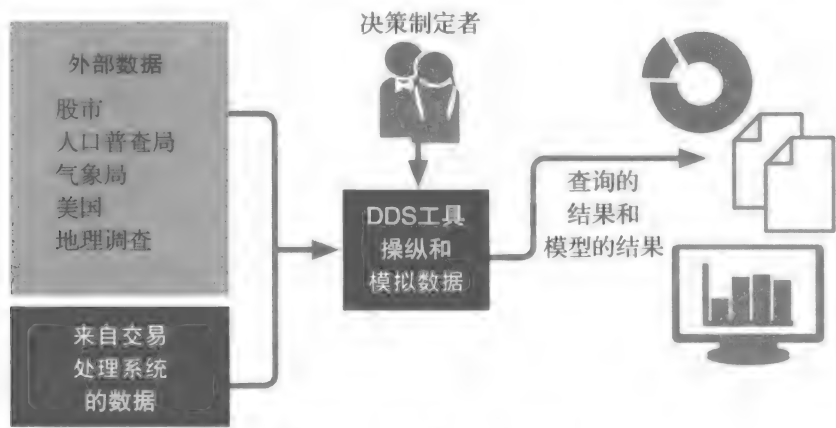 外部数据
股市
人口普查局
气象局
美国
地理调查
来自交易
处理系统
的数据
决策制定者
DDS工具
操纵和
模拟数据
查询的
结果和
模型的结果